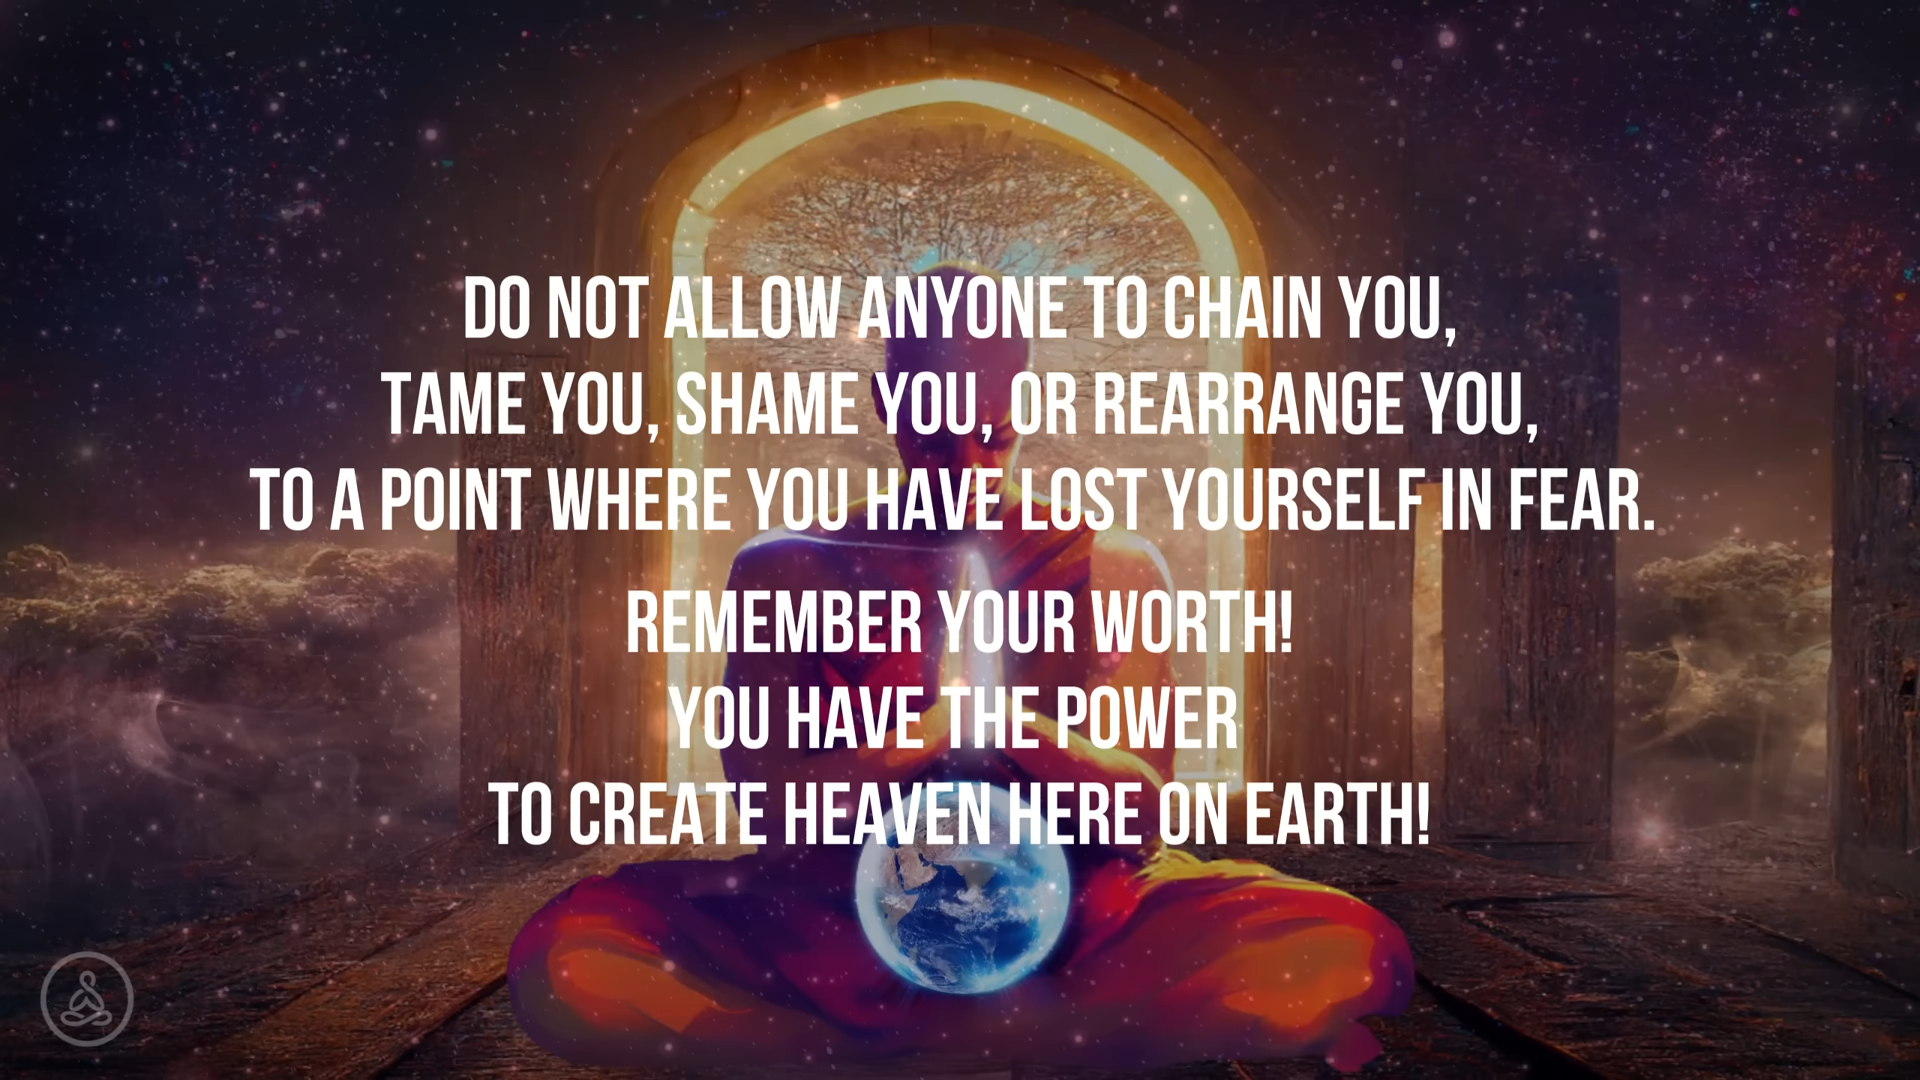 DO NOT ALLOW ANYONE TO CHAIN YOU,
TAME YOU, SHAME YOU, OR REARRANGE YOU,
TO A POINT WHERE YOU HAVE LOST YOURSELF IN FEAR.
REMEMBER YOUR WORTH!
YOU HAVE THE POWER
TO CREATE HEAVEN HERE ON EARTH!